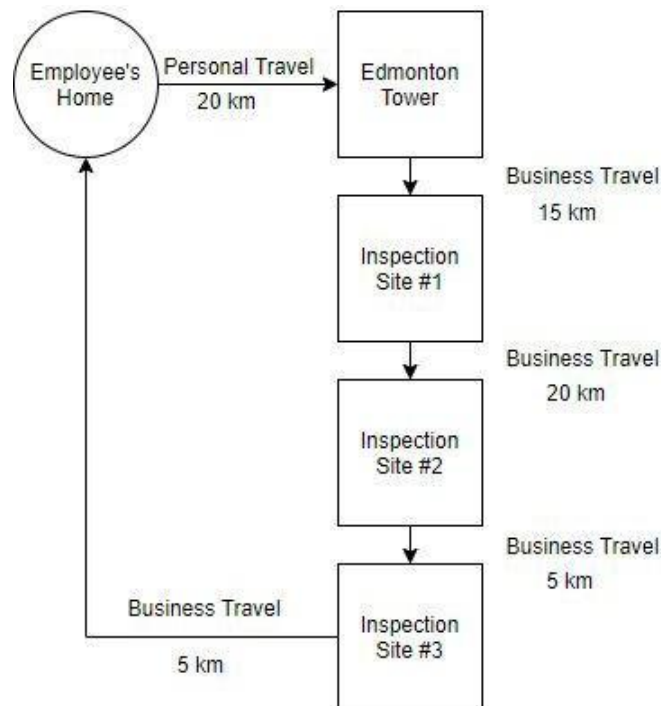 Employee's
Home
Personal Travel
20 km
Edmonton
Tower
Business Travel
15 km
Inspection
Site #1
Business Travel
20 km
Inspection
Site #2
Business Travel
5 km
Inspection
Site #3
Business Travel
5 km